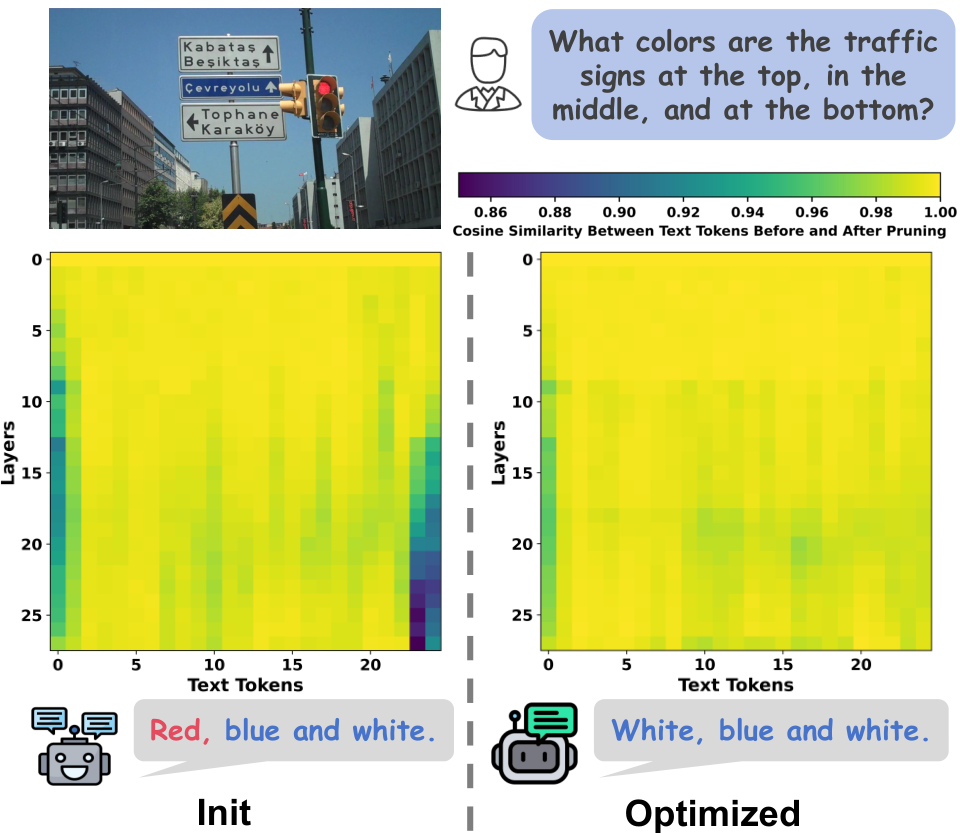 Kabataş
Beşiktaş
Çevreyolu
Tophane
Karaköy
What colors are the traffic
signs at the top, in the
middle, and at the bottom?
0.86 0.88 0.90 0.92 0.94 0.96 0.98 1.00
Cosine Similarity Between Text Tokens Before and After Pruning
Layers
0
5
10
15
20
25
0 5 10 15 20
Text Tokens
Layers
0
5
10
15
20
25
0 5 10 15 20
Text Tokens
Red, blue and white.
White, blue and white.
Init
Optimized